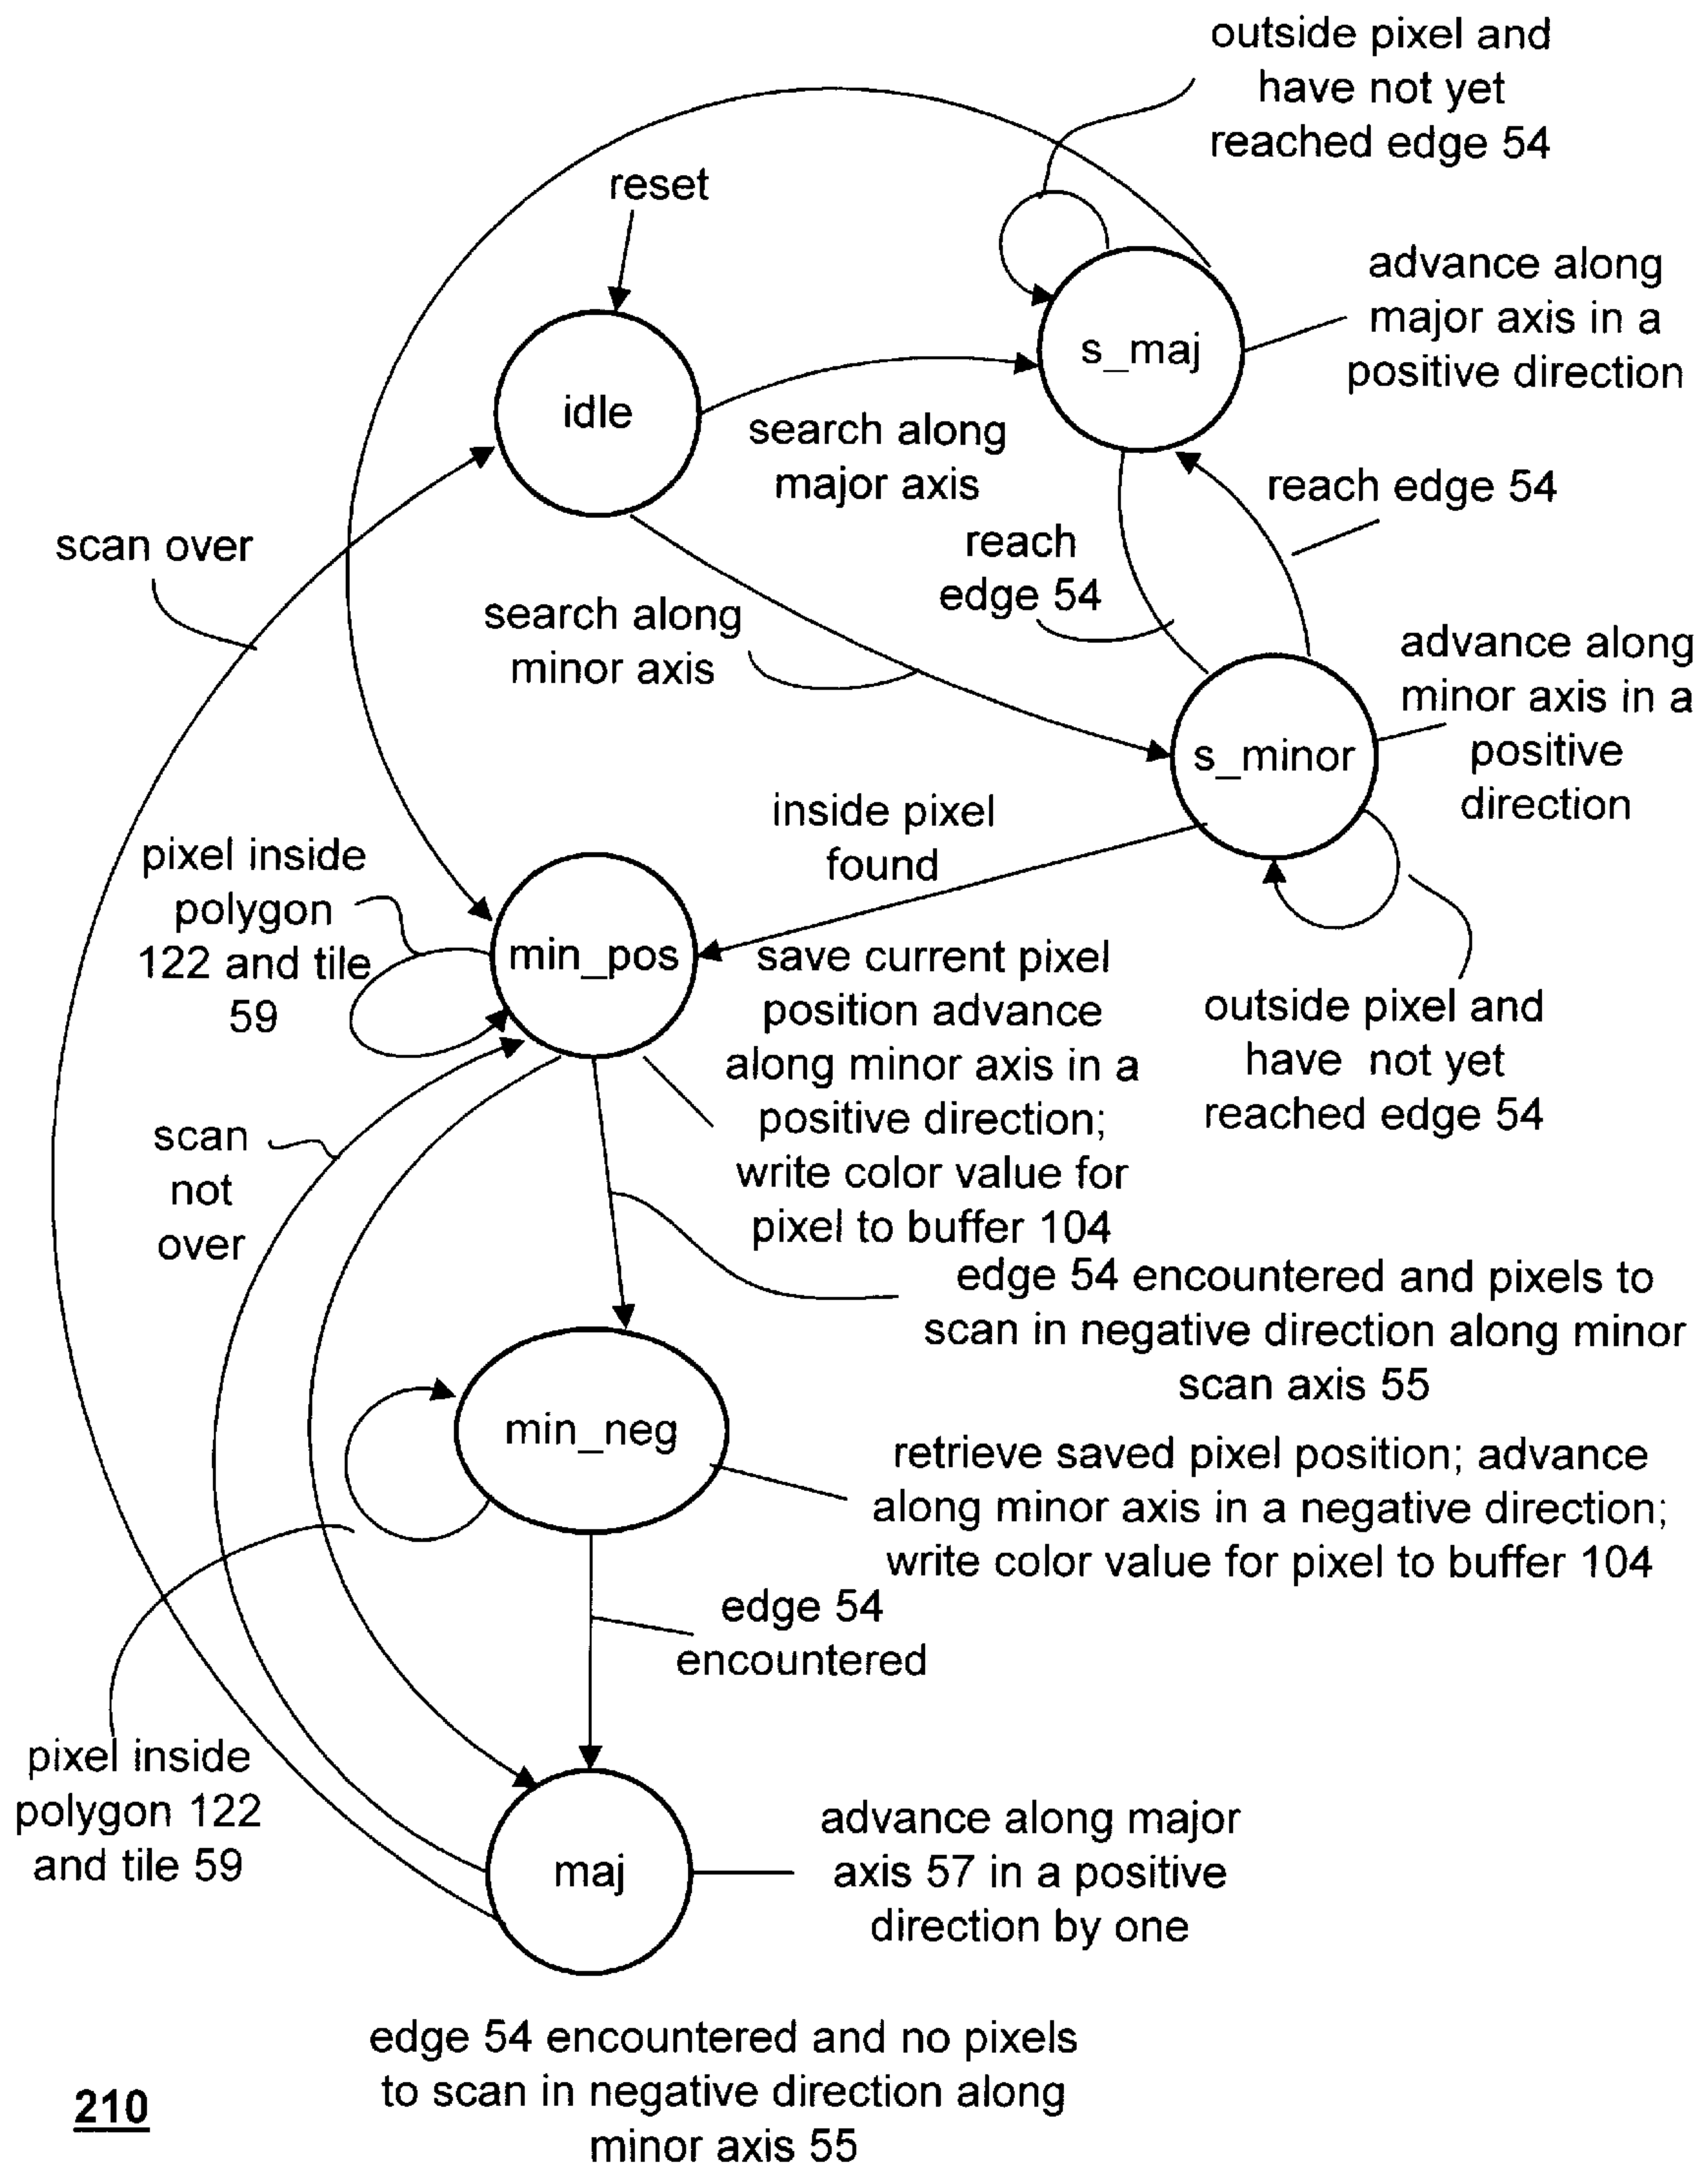 outside pixel and
have not yet
reached edge 54
reset
advance along
major axis in a
positive direction
s_maj
idle
search along
major axis
reach edge 54
scan over
reach
edge 54
search along
minor axis
advance along
minor axis in a
positive
direction
s_minor
inside pixel
found
pixel inside
polygon
122 and tile
59
min_pos
save current pixel
position advance
along minor axis in a
positive direction;
write color value for
pixel to buffer 104
outside pixel and
have not yet
reached edge 54
scan
not
over
edge 54 encountered and pixels to
scan in negative direction along minor
scan axis 55
min_neg
retrieve saved pixel position; advance
along minor axis in a negative direction;
write color value for pixel to buffer 104
edge 54
encountered
pixel inside
polygon 122
and tile 59
maj
advance along major
axis 57 in a positive
direction by one
edge 54 encountered and no pixels
to scan in negative direction along
minor axis 55
210